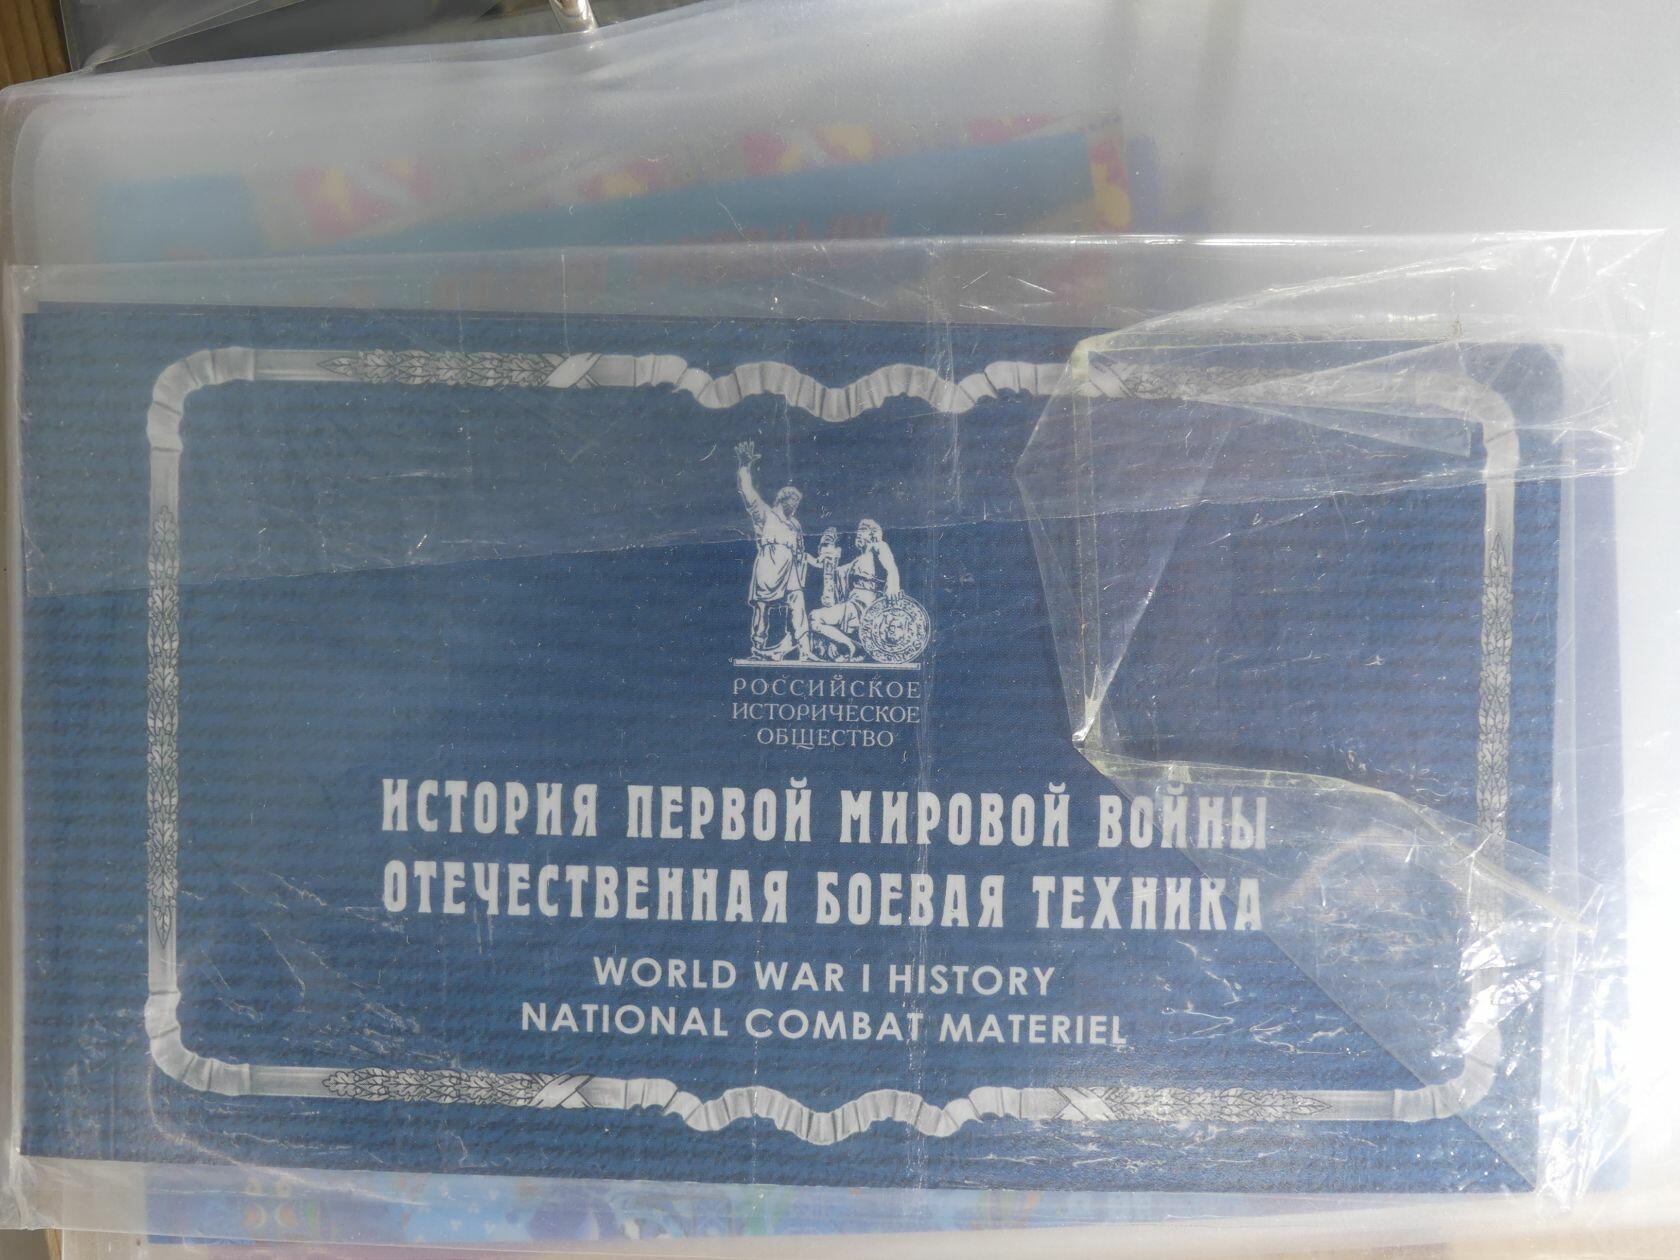 РОССИЙСКОЕ
ИСТОРИЧЕСКОЕ
ОБЩЕСТВО
ИСТОРИЯ ПЕРВОЙ МИРОВОЙ ВОЙНЫ
ОТЕЧЕСТВЕННАЯ БОЕВАЯ ТЕХНИКА
WORLD WAR I HISTORY
NATIONAL COMBAT MATERIEL